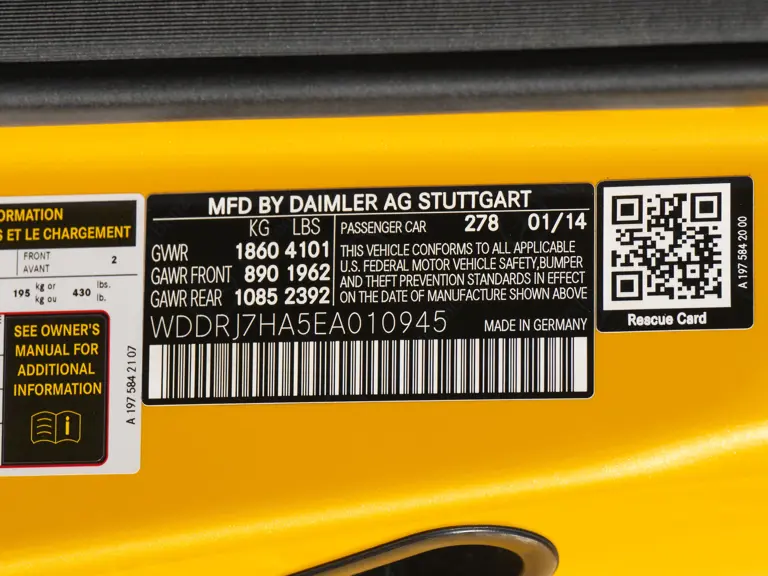 ORMATION
S ET LE CHARGEMENT
FRONT
AVANT
2
195 kg or
kg ou 430 lbs.
lb.
SEE OWNER'S
MANUAL FOR
ADDITIONAL
INFORMATION
i
A 197 584 21 07
MFD BY DAIMLER AG STUTTGART
KG LBS
GVWR 1860 4101
GAWR FRONT 890 1962
GAWR REAR 1085 2392
PASSENGER CAR 278 01/14
THIS VEHICLE CONFORMS TO ALL APPLICABLE
U.S. FEDERAL MOTOR VEHICLE SAFETY,BUMPER
AND THEFT PREVENTION STANDARDS IN EFFECT
ON THE DATE OF MANUFACTURE SHOWN ABOVE
WDDRJ7HA5EA010945 MADE IN GERMANY
Rescue Card
A 197 584 20 00